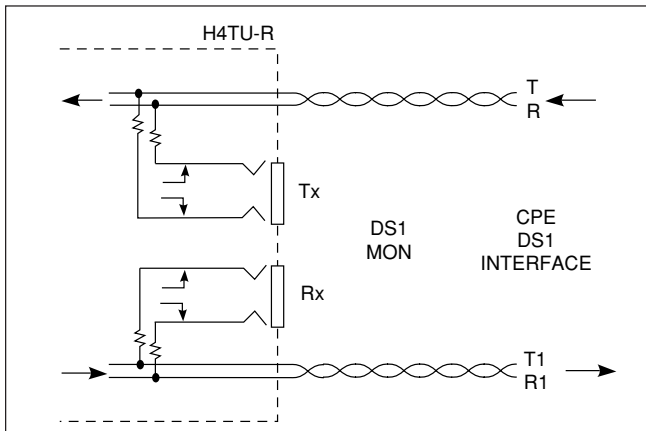 H4TU-R
T
R
Tx
DS1
MON
CPE
DS1
INTERFACE
Rx
T1
R1